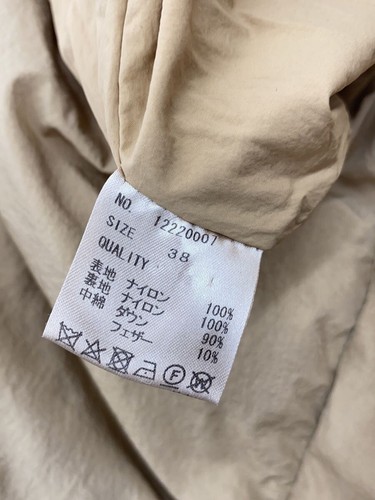 NO. 12220007
SIZE 38
QUALITY
表地 ナイロン 100%
裏地 ナイロン 100%
中綿 ダウン 90%
フェザー 10%
F W